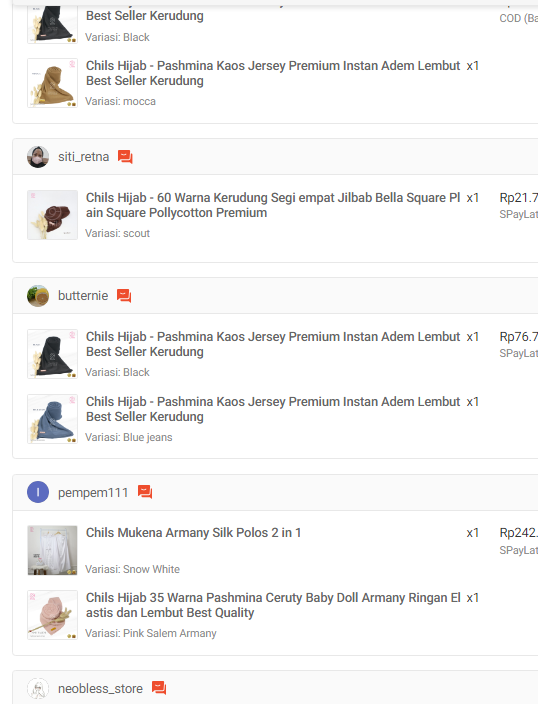 Best Seller Kerudung
COD (Ba
Variasi: Black
Chils Hijab - Pashmina Kaos Jersey Premium Instan Adem Lembut x1
Best Seller Kerudung
Variasi: mocca
siti_retna
Chils Hijab - 60 Warna Kerudung Segi empat Jilbab Bella Square Pl x1 Rp21.7
ain Square Pollycotton Premium SPayLat
Variasi: scout
butternie
Chils Hijab - Pashmina Kaos Jersey Premium Instan Adem Lembut x1 Rp76.7
Best Seller Kerudung SPayLat
Variasi: Black
Chils Hijab - Pashmina Kaos Jersey Premium Instan Adem Lembut x1
Best Seller Kerudung
Variasi: Blue jeans
I pempem111
Chils Mukena Armany Silk Polos 2 in 1 x1 Rp242.
SPayLat
Variasi: Snow White
Chils Hijab 35 Warna Pashmina Ceruty Baby Doll Armany Ringan El x1
astis dan Lembut Best Quality
Variasi: Pink Salem Armany
neobless_store